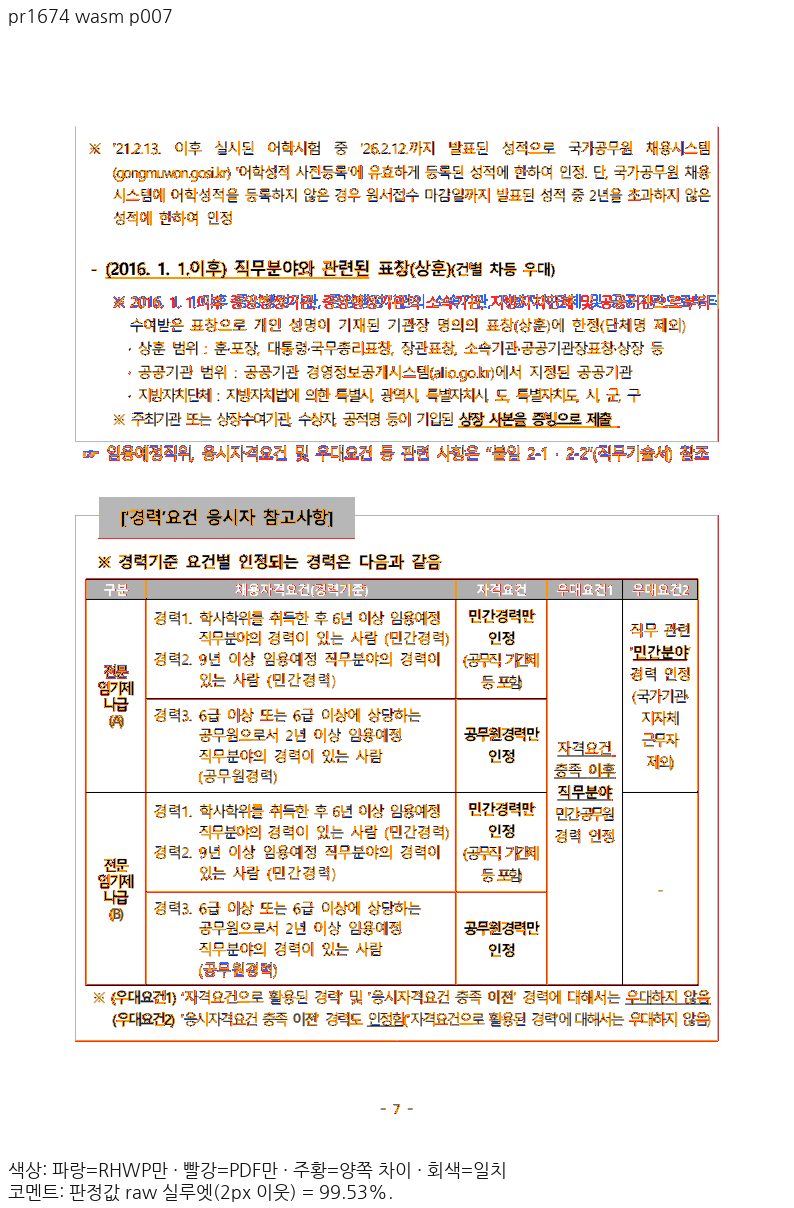 pr1674 wasm p007
※ '21.2.13. 이후 실시된 어학시험 중 '26.2.12.까지 발표된 성적으로 국가공무원 채용시스템
(gongmuwon.gosi.kr) '어학성적 사전등록'에 유효하게 등록된 성적에 한하여 인정. 단, 국가공무원 채용
시스템에 어학성적을 등록하지 않은 경우 원서접수 마감일까지 발표된 성적 중 2년을 초과하지 않은
성적에 한하여 인정
- (2016. 1. 1.이후) 직무분야와 관련된 표창(상훈)(건별 차등 우대)
※ 2016. 1. 1.이후 중앙행정기관,
수여받은 표창으로 개인 성명이 기재된 기관장 명의의 표창(상훈)에 한정(단체명 제외)
· 상훈 범위 : 훈·포장, 대통령·국무총리표창, 장관표창, 소속기관·공공기관장표창·상장 등
· 공공기관 범위 : 공공기관 경영정보공개시스템(alio.go.kr)에서 지정된 공공기관
· 지방자치단체 : 지방자치법에 의한 특별시, 광역시, 특별자치시, 도, 특별자치도, 시, 군, 구
※ 주최기관 또는 상장수여기관, 수상자, 공적명 등이 기입된 상장 사본을 증빙으로 제출
☞ 임용예정직위, 응시자격요건 및 우대요건 등 관련 사항은 "붙임 2-1 · 2-2"(직무기술서) 참조
['경력'요건 응시자 참고사항]
※ 경력기준 요건별 인정되는 경력은 다음과 같음
구분 채용자격요건(경력기준) 자격요건 우대요건1 우대요건2
전문
임기제
나급
(A)
경력1. 학사학위를 취득한 후 6년 이상 임용예정
직무분야의 경력이 있는 사람 (민간경력)
경력2. 9년 이상 임용예정 직무분야의 경력이
있는 사람 (민간경력)
민간경력만
인정
(공무직 기간제
등 포함)
경력3. 6급 이상 또는 6급 이상에 상당하는
공무원으로서 2년 이상 임용예정
직무분야의 경력이 있는 사람
(공무원경력)
공무원경력만
인정
자격요건
충족 이후
직무분야
민간·공무원
경력 인정
직무 관련
'민간분야'
경력 인정
(국가기관·
지자체
근무자
제외)
전문
임기제
나급
(B)
경력1. 학사학위를 취득한 후 6년 이상 임용예정
직무분야의 경력이 있는 사람 (민간경력)
경력2. 9년 이상 임용예정 직무분야의 경력이
있는 사람 (민간경력)
민간경력만
인정
(공무직 기간제
등 포함)
경력3. 6급 이상 또는 6급 이상에 상당하는
공무원으로서 2년 이상 임용예정
직무분야의 경력이 있는 사람
(공무원경력)
공무원경력만
인정
-
※ (우대요건1) '자격요건으로 활용된 경력' 및 '응시자격요건 충족 이전' 경력에 대해서는 우대하지 않음
(우대요건2) '응시자격요건 충족 이전' 경력도 인정함('자격요건으로 활용된 경력'에 대해서는 우대하지 않음)
- 7 -
색상: 파랑=RHWP만 · 빨강=PDF만 · 주황=양쪽 차이 · 회색=일치
코멘트: 판정값 raw 실루엣(2px 이웃) = 99.53%.